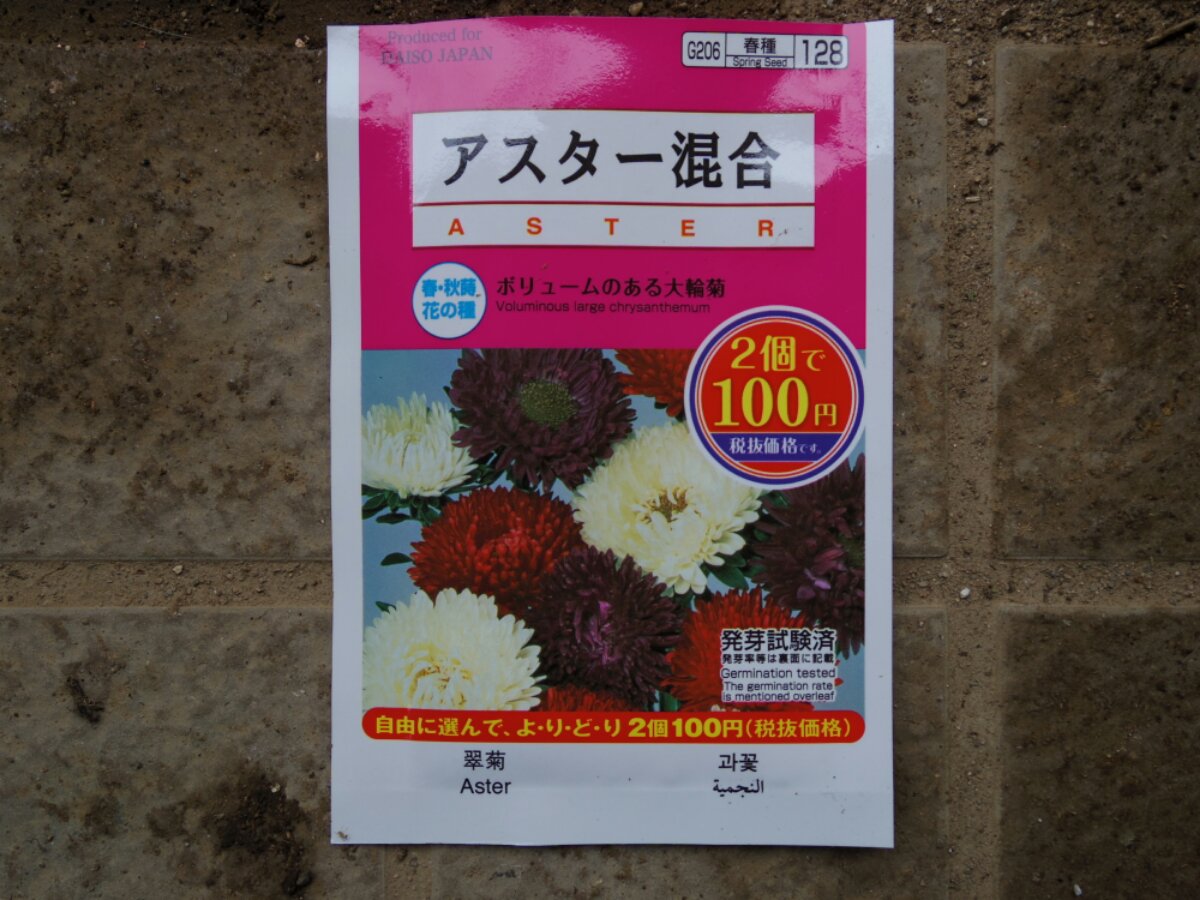 Produced for
DAISO JAPAN
G206 春種 128
Spring Seed
アスター混合
ASTER
春・秋蒔
花の種
ボリュームのある大輪菊
Voluminous large chrysanthemum
2個で
100円
税抜価格です。
発芽試験済
発芽率等は裏面に記載
Germination tested
The germination rate
is mentioned overleaf
自由に選んで、よ・り・ど・り 2個100円(税抜価格)
翠菊 과꽃
Aster النجمية